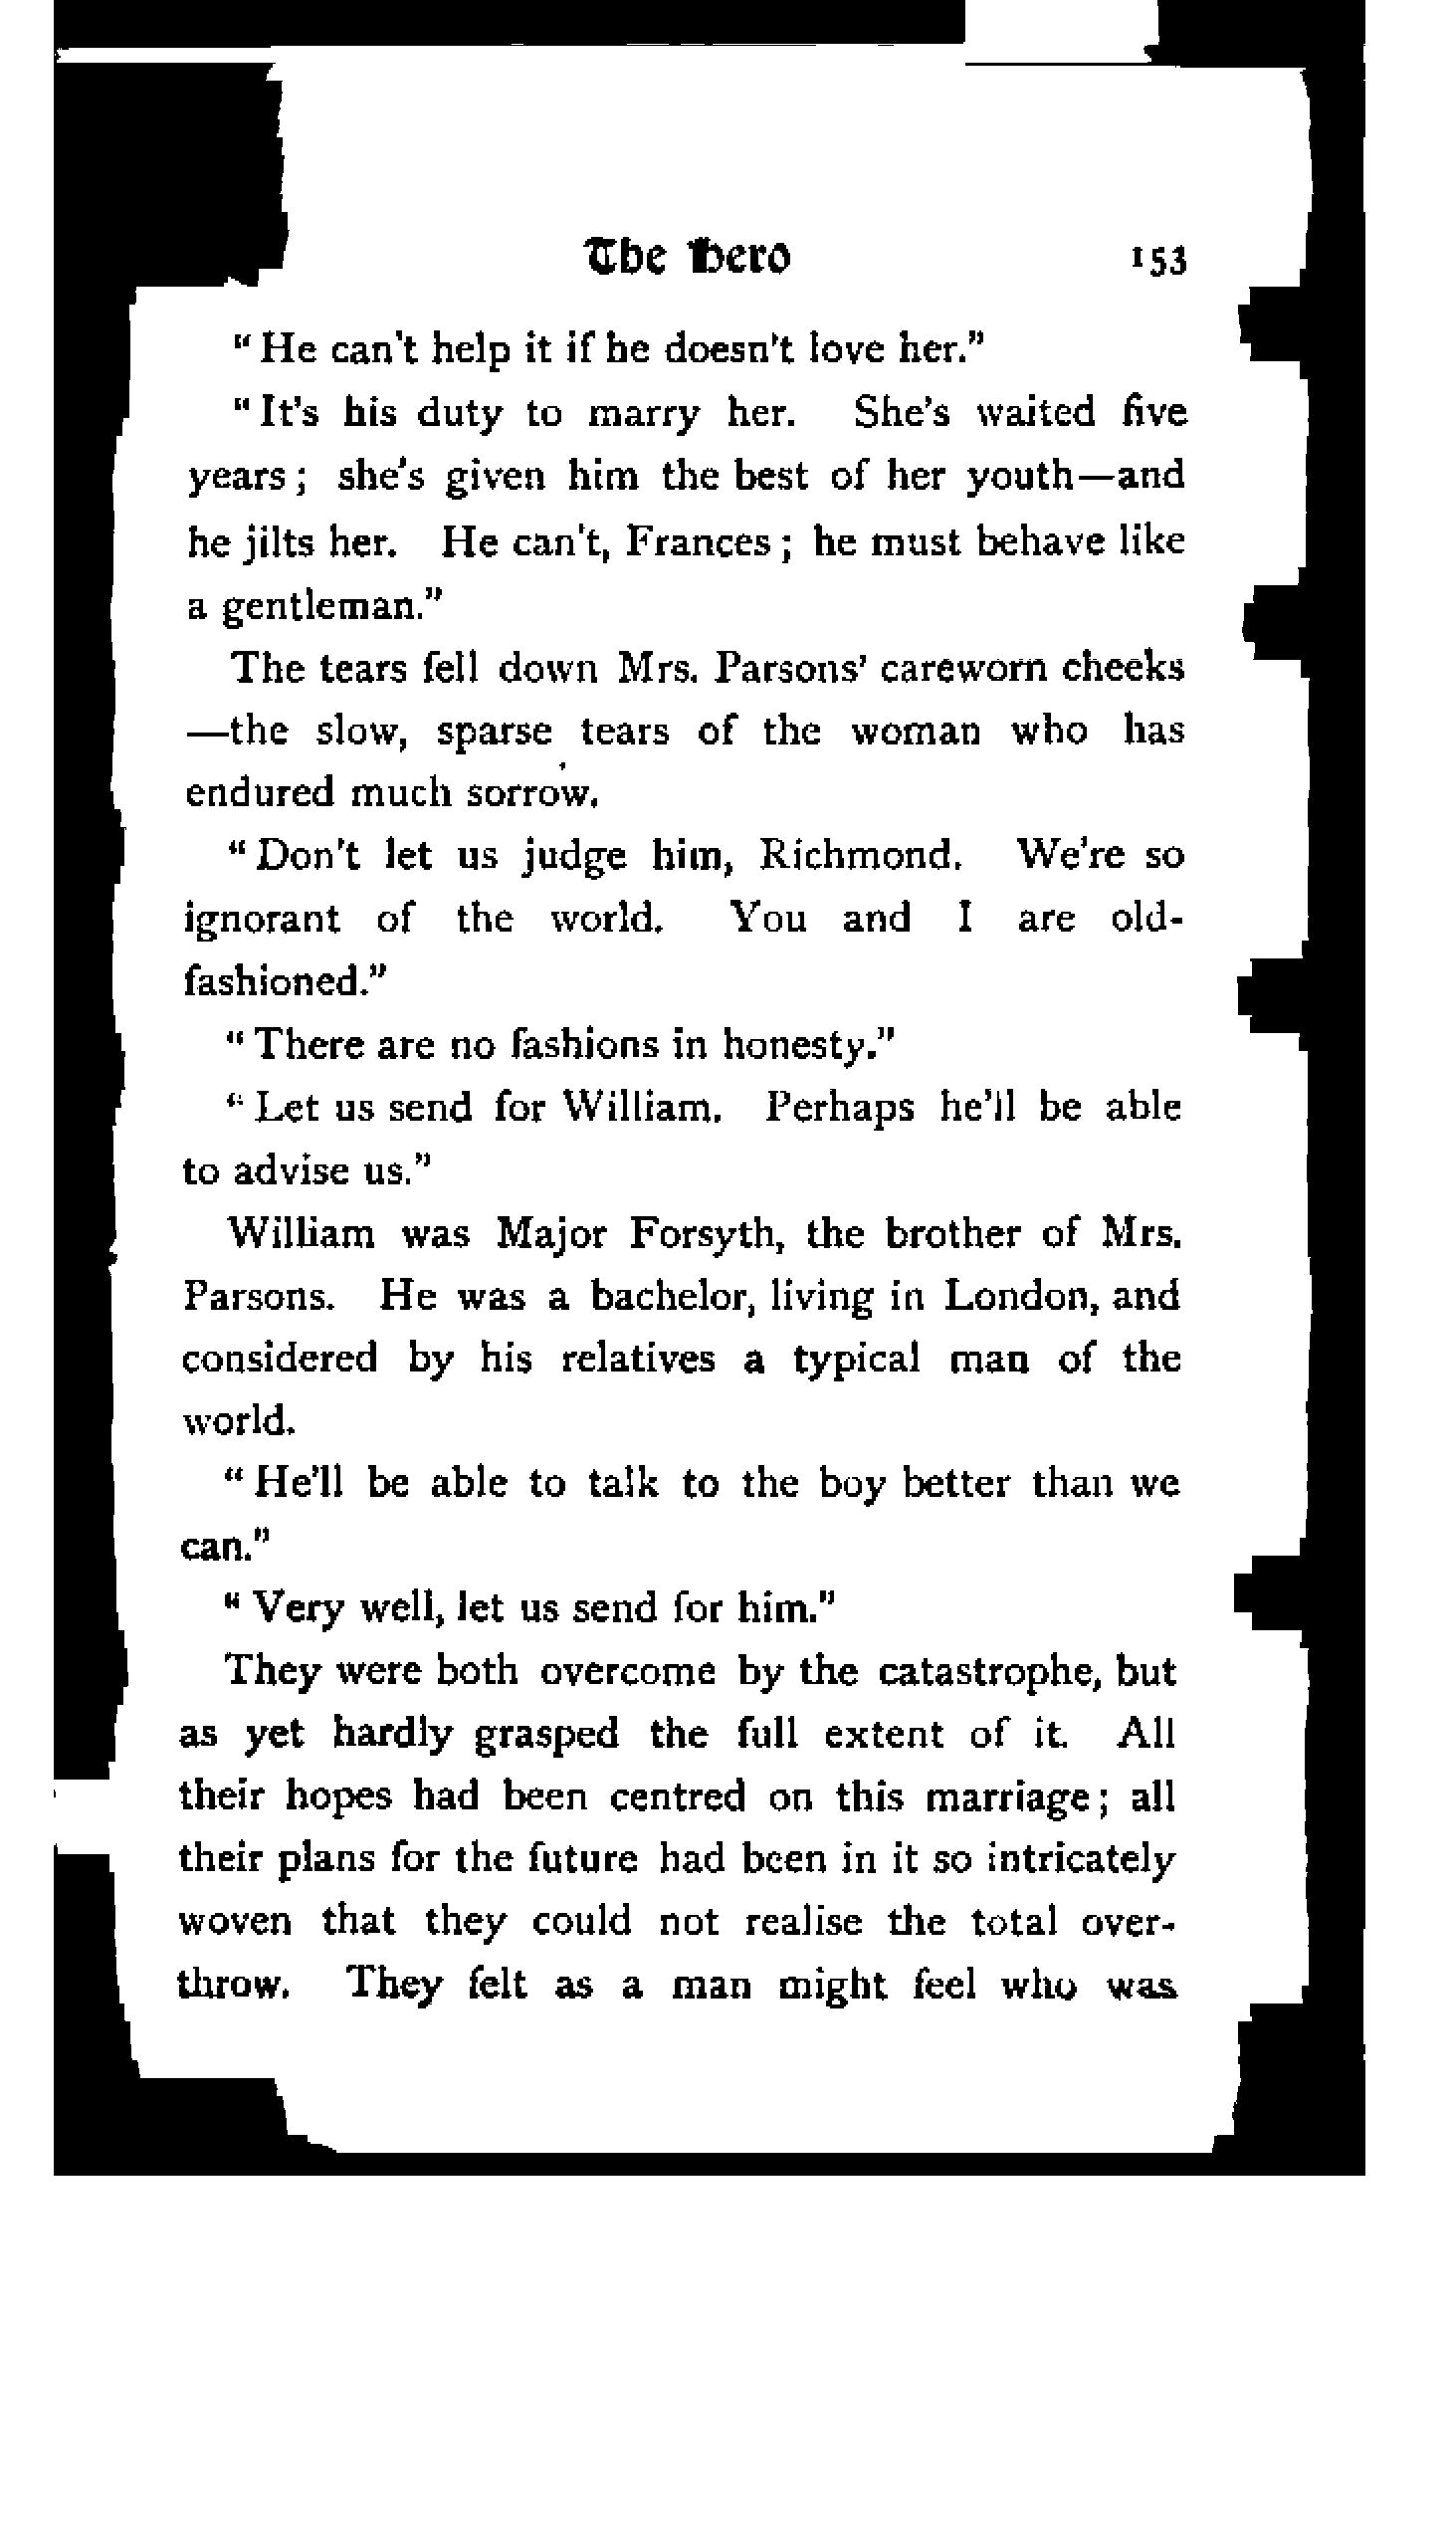 The Hero 153
"He can't help it if he doesn't love her."
"It's his duty to marry her. She's waited five
years; she's given him the best of her youth—and
he jilts her. He can't, Frances; he must behave like
a gentleman."
The tears fell down Mrs. Parsons' careworn cheeks
—the slow, sparse tears of the woman who has
endured much sorrow.
"Don't let us judge him, Richmond. We're so
ignorant of the world. You and I are old-
fashioned."
"There are no fashions in honesty."
"Let us send for William. Perhaps he'll be able
to advise us."
William was Major Forsyth, the brother of Mrs.
Parsons. He was a bachelor, living in London, and
considered by his relatives a typical man of the
world.
"He'll be able to talk to the boy better than we
can."
"Very well, let us send for him."
They were both overcome by the catastrophe, but
as yet hardly grasped the full extent of it. All
their hopes had been centred on this marriage; all
their plans for the future had been in it so intricately
woven that they could not realise the total over-
throw. They felt as a man might feel who was